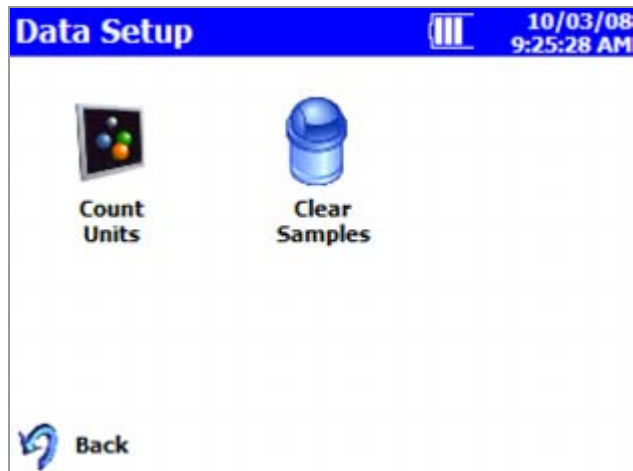 Data Setup
10/03/08
9:25:28 AM
Count
Units
Clear
Samples
Back